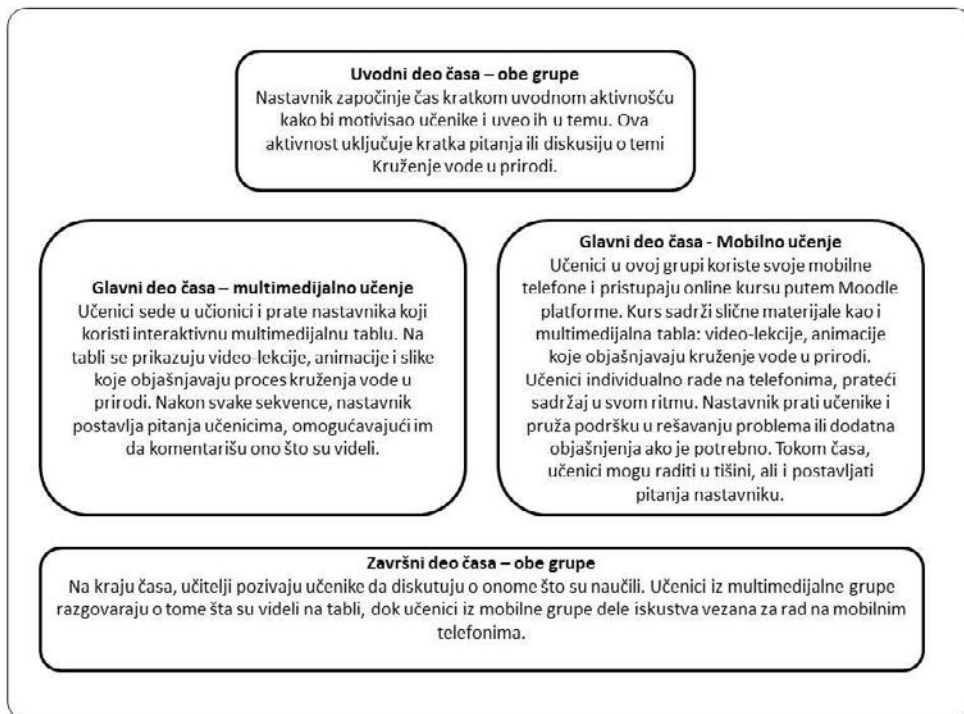 Uvodni deo časa – obe grupe
Nastavnik započinje čas kratkom uvodnom aktivnošću
kako bi motivisao učenike i uveo ih u temu. Ova
aktivnost uključuje kratka pitanja ili diskusiju o temi
Kruženje vode u prirodi.
Glavni deo časa – multimedijalno učenje
Učenici sede u učionici i prate nastavnika koji
koristi interaktivnu multimedijalnu tablu. Na
tabli se prikazuju video-lekcije, animacije i slike
koje objašnjavaju proces kruženja vode u
prirodi. Nakon svake sekvence, nastavnik
postavlja pitanja učenicima, omogućavajući im
da komentarišu ono što su videli.
Glavni deo časa - Mobilno učenje
Učenici u ovoj grupi koriste svoje mobilne
telefone i pristupaju online kursu putem Moodle
platforme. Kurs sadrži slične materijale kao i
multimedijalna tabla: video-lekcije, animacije
koje objašnjavaju kruženje vode u prirodi.
Učenici individualno rade na telefonima, prateći
sadržaj u svom ritmu. Nastavnik prati učenike i
pruža podršku u rešavanju problema ili dodatna
objašnjenja ako je potrebno. Tokom časa,
učenici mogu raditi u tišini, ali i postavljati
pitanja nastavniku.
Završni deo časa – obe grupe
Na kraju časa, učitelji pozivaju učenike da diskutuju o onome što su naučili. Učenici iz multimedijalne grupe
razgovaraju o tome šta su videli na tabli, dok učenici iz mobilne grupe dele iskustva vezana za rad na mobilnim
telefonima.